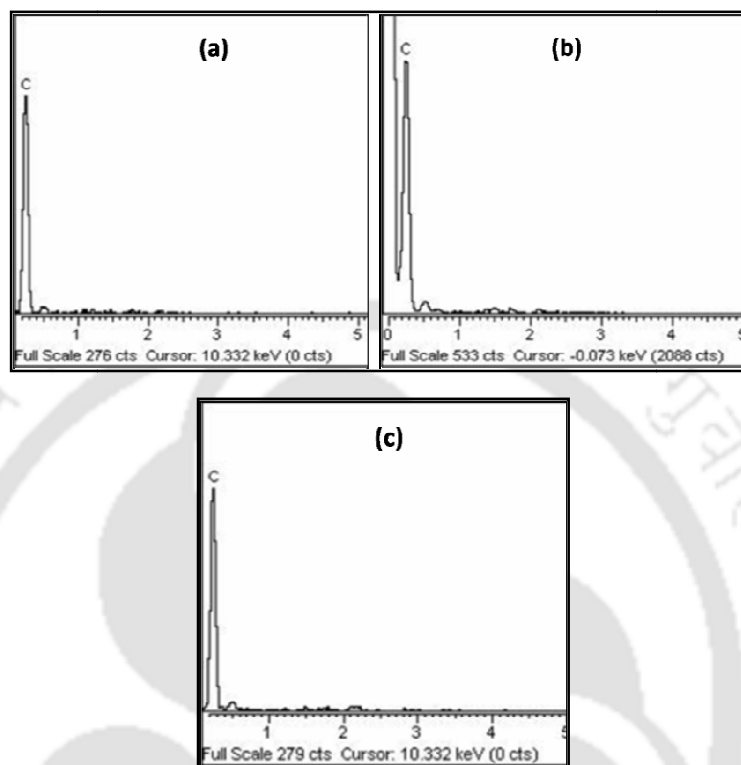 (a)
C
1 2 3 4 5
Full Scale 276 cts Cursor: 10.332 keV (0 cts)
(b)
C
0 1 2 3 4 5
Full Scale 533 cts Cursor: -0.073 keV (2088 cts)
(c)
C
1 2 3 4 5
Full Scale 279 cts Cursor: 10.332 keV (0 cts)